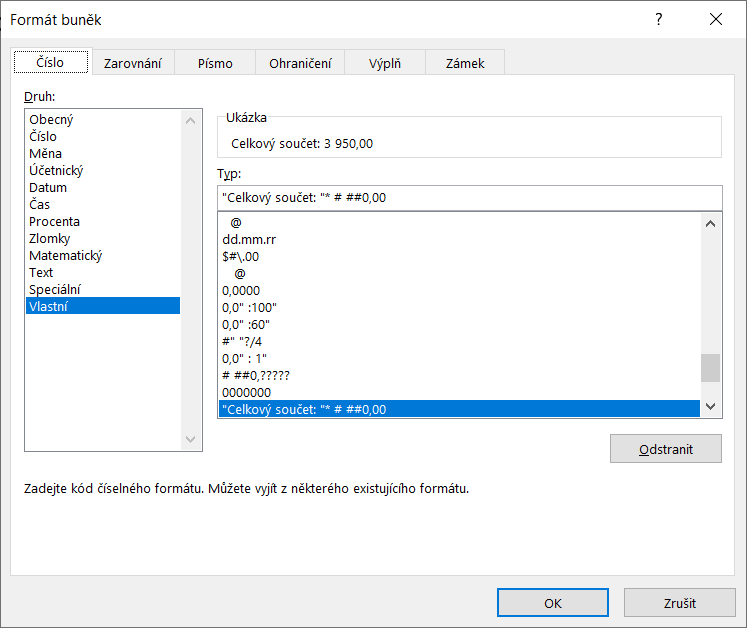 Formát buněk
?
Číslo
Zarovnání
Písmo
Ohraničení
Výplň
Zámek
Druh:
Obecný
Číslo
Měna
Účetnický
Datum
Čas
Procenta
Zlomky
Matematický
Text
Speciální
Vlastní
Ukázka
Celkový součet: 3 950,00
Typ:
"Celkový součet: "* # ##0,00
@
dd.mm.rr
$#\.00
@
0,0000
0,0" :100"
0,0" :60"
#" "?/4
0,0" : 1"
# ##0,?????
0000000
"Celkový součet: "* # ##0,00
Odstranit
Zadejte kód číselného formátu. Můžete vyjít z některého existujícího formátu.
OK
Zrušit